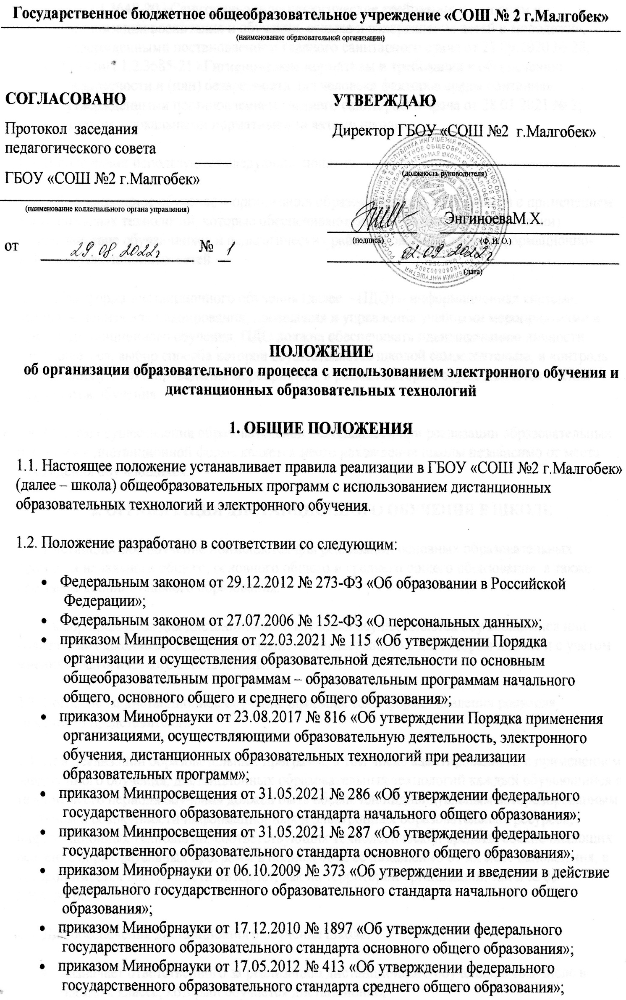 Государственное бюджетное общеобразовательное учреждение «СОШ № 2 г.Малгобек»
(наименование образовательной организации)
СОГЛАСОВАНО
Протокол заседания
педагогического совета
ГБОУ «СОШ №2 г.Малгобек»
(наименование коллегиального органа управления)
от 29.08.2022г № 1
УТВЕРЖДАЮ
Директор ГБОУ «СОШ №2 г.Малгобек»
(должность руководителя)
ЭнгиноеваМ.Х.
(подпись) (Ф. И. О.)
02.09.2022г
(дата)
ПОЛОЖЕНИЕ
об организации образовательного процесса с использованием электронного обучения и
дистанционных образовательных технологий
1. ОБЩИЕ ПОЛОЖЕНИЯ
1.1. Настоящее положение устанавливает правила реализации в ГБОУ «СОШ №2 г.Малгобек»
(далее – школа) общеобразовательных программ с использованием дистанционных
образовательных технологий и электронного обучения.
1.2. Положение разработано в соответствии со следующим:
• Федеральным законом от 29.12.2012 № 273-ФЗ «Об образовании в Российской
Федерации»;
• Федеральным законом от 27.07.2006 № 152-ФЗ «О персональных данных»;
• приказом Минпросвещения от 22.03.2021 № 115 «Об утверждении Порядка
организации и осуществления образовательной деятельности по основным
общеобразовательным программам – образовательным программам начального
общего, основного общего и среднего общего образования»;
• приказом Минобрнауки от 23.08.2017 № 816 «Об утверждении Порядка применения
организациями, осуществляющими образовательную деятельность, электронного
обучения, дистанционных образовательных технологий при реализации
образовательных программ»;
• приказом Минпросвещения от 31.05.2021 № 286 «Об утверждении федерального
государственного образовательного стандарта начального общего образования»;
• приказом Минпросвещения от 31.05.2021 № 287 «Об утверждении федерального
государственного образовательного стандарта основного общего образования»;
• приказом Минобрнауки от 06.10.2009 № 373 «Об утверждении и введении в действие
федерального государственного образовательного стандарта начального общего
образования»;
• приказом Минобрнауки от 17.12.2010 № 1897 «Об утверждении федерального
государственного образовательного стандарта основного общего образования»;
• приказом Минобрнауки от 17.05.2012 № 413 «Об утверждении федерального
государственного образовательного стандарта среднего общего образования»;